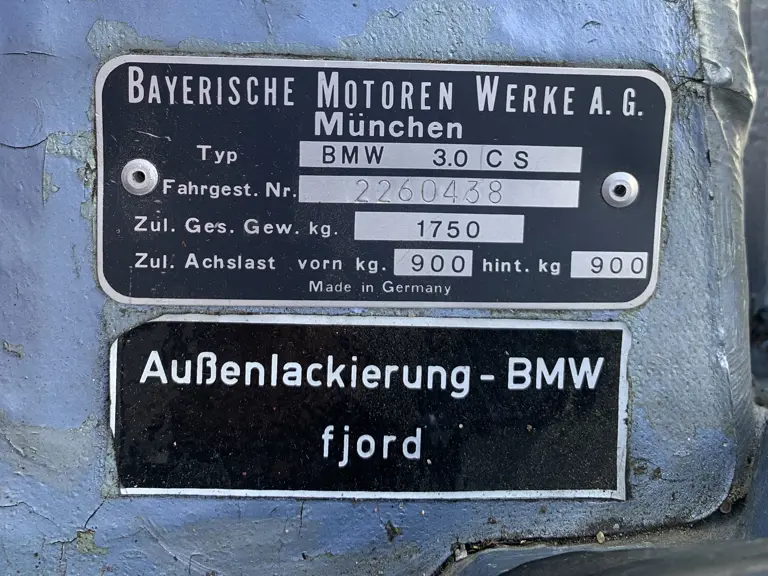 BAYERISCHE MOTOREN WERKE A.G.
München
Typ BMW 3.0 CS
Fahrgest. Nr. 2260438
Zul. Ges. Gew. kg. 1750
Zul. Achslast vorn kg. 900 hint. kg 900
Made in Germany
Außenlackierung - BMW
fjord